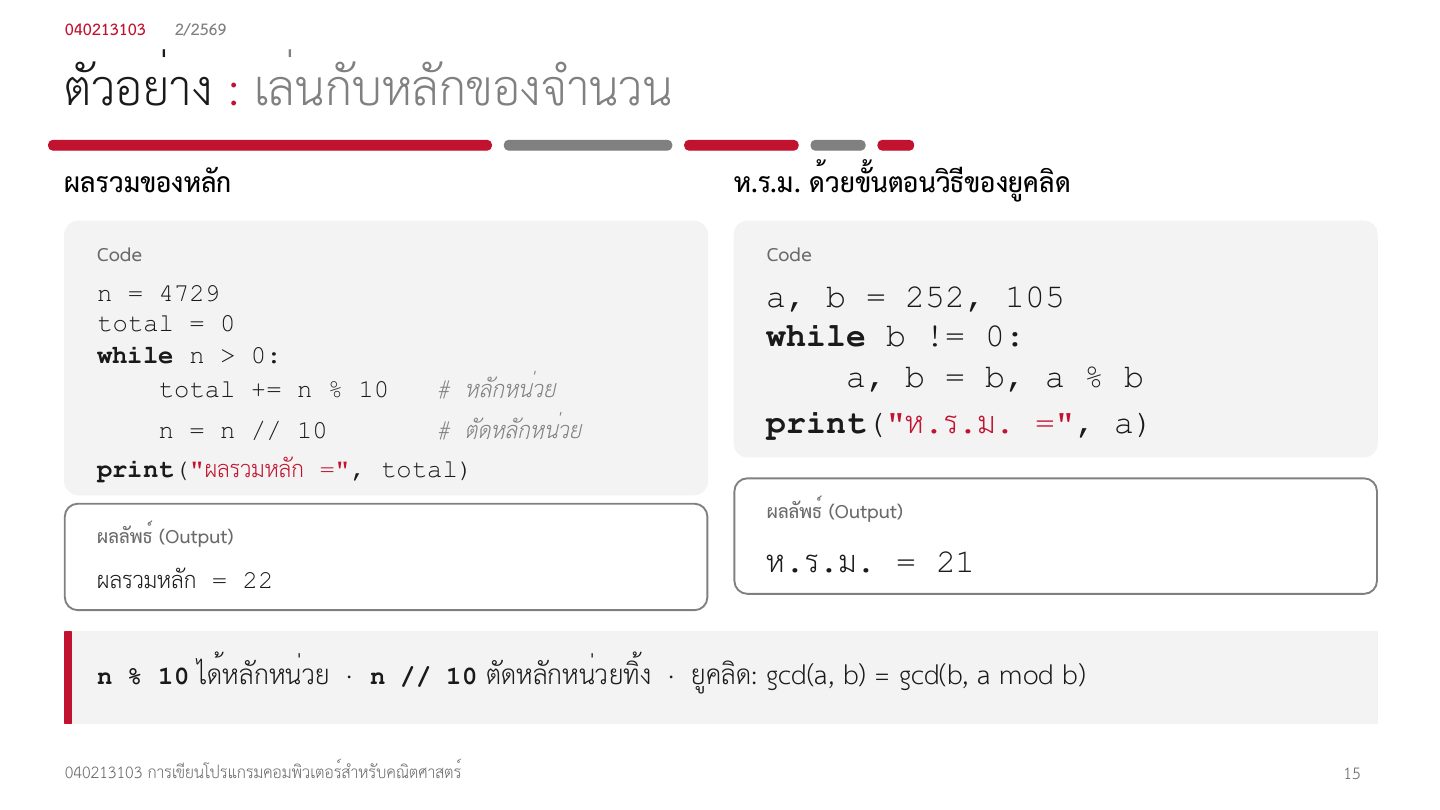 040213103 2/2569
ตัวอย่าง : เล่นกับหลักของจำนวน
ผลรวมของหลัก
Code
n = 4729
total = 0
while n > 0:
    total += n % 10   # หลักหน่วย
    n = n // 10       # ตัดหลักหน่วย
print("ผลรวมหลัก =", total)
ผลลัพธ์ (Output)
ผลรวมหลัก = 22
ห.ร.ม. ด้วยขั้นตอนวิธีของยูคลิด
Code
a, b = 252, 105
while b != 0:
    a, b = b, a % b
print("ห.ร.ม. =", a)
ผลลัพธ์ (Output)
ห.ร.ม. = 21
n % 10 ได้หลักหน่วย · n // 10 ตัดหลักหน่วยทิ้ง · ยูคลิด: gcd(a, b) = gcd(b, a mod b)
040213103 การเขียนโปรแกรมคอมพิวเตอร์สำหรับคณิตศาสตร์ 15